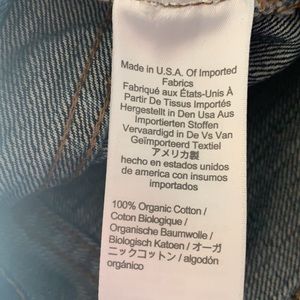 Made in U.S.A. Of Imported
Fabrics
Fabriqué aux États-Unis À
Partir De Tissus Importés
Hergestellt in Den Usa Aus
Importierten Stoffen
Vervaardigd in De Vs Van
Geïmporteerd Textiel
アメリカ製
hecho en estados unidos
de america con insumos
importados
100% Organic Cotton /
Coton Biologique /
Organische Baumwolle /
Biologisch Katoen / オーガ
ニックコットン / algodón
orgánico